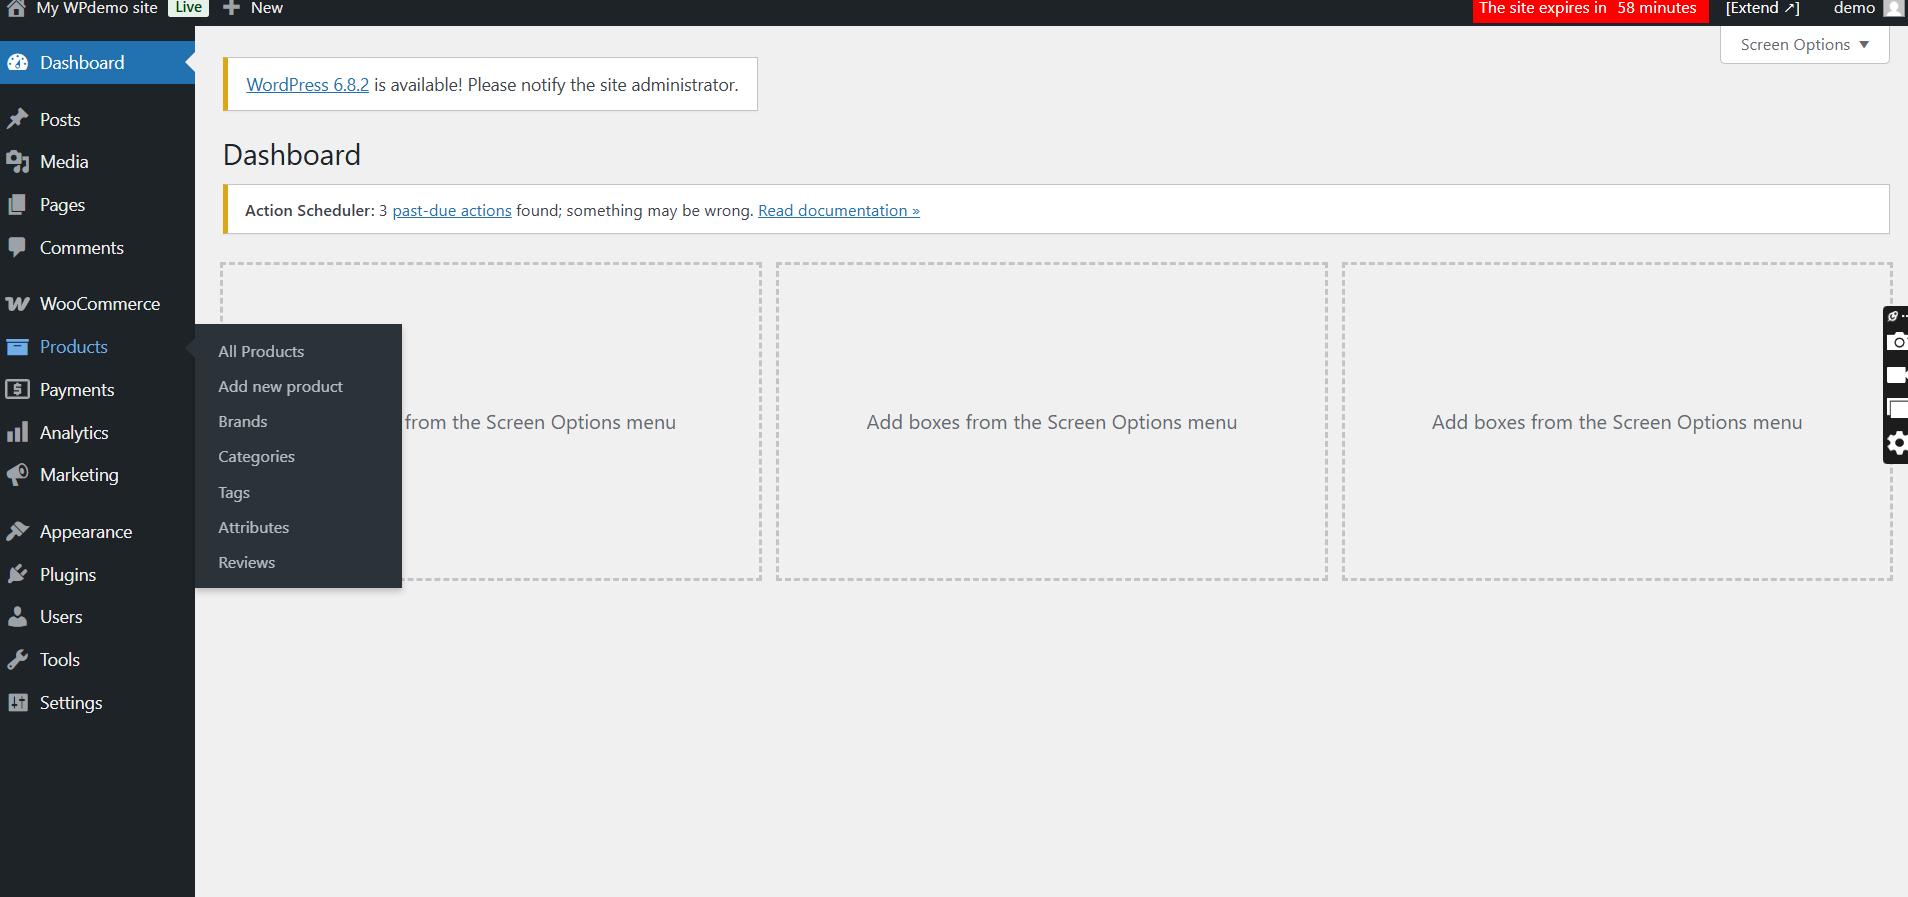 My WPdemo site Live New The site expires in 58 minutes [Extend ↗] demo
Screen Options ▼
Dashboard
Posts
Media
Pages
Comments
WooCommerce
Products
Payments
Analytics
Marketing
Appearance
Plugins
Users
Tools
Settings
All Products
Add new product
Brands
Categories
Tags
Attributes
Reviews
WordPress 6.8.2 is available! Please notify the site administrator.
Dashboard
Action Scheduler: 3 past-due actions found; something may be wrong. Read documentation »
from the Screen Options menu
Add boxes from the Screen Options menu
Add boxes from the Screen Options menu